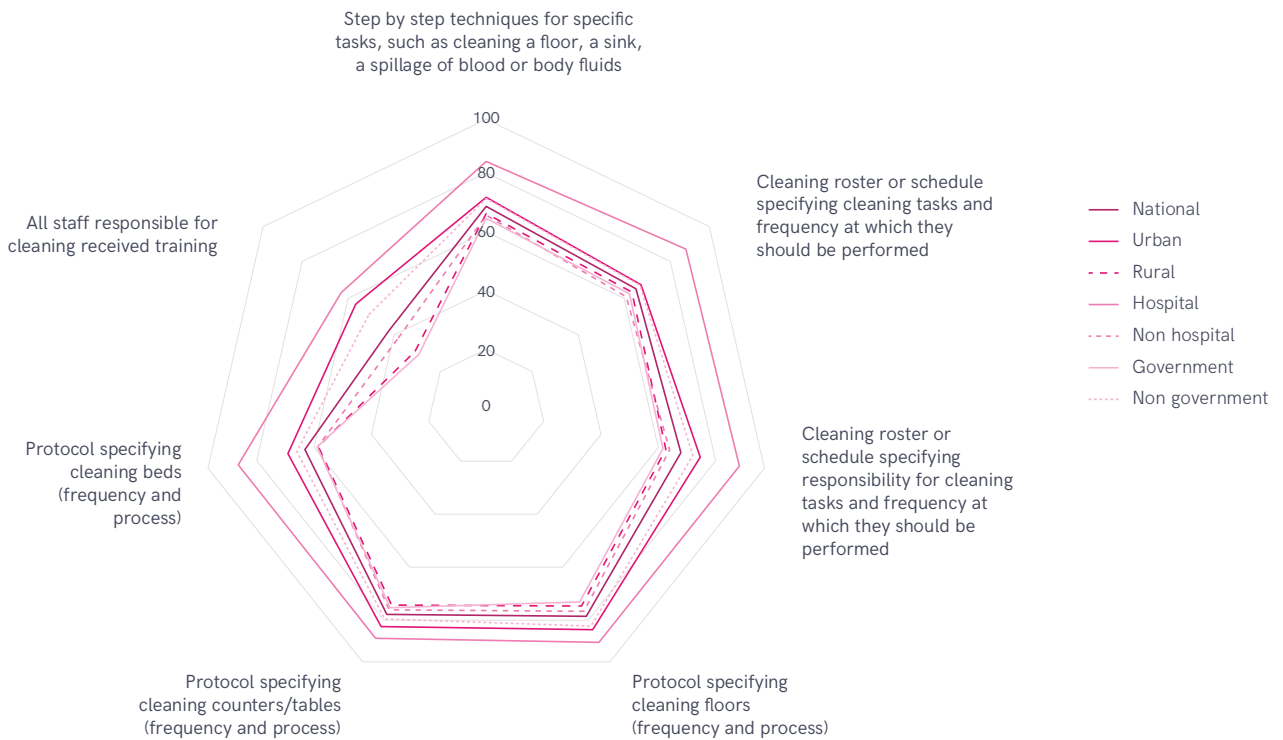 Step by step techniques for specific
tasks, such as cleaning a floor, a sink,
a spillage of blood or body fluids
100
80
60
40
20
0
Cleaning roster or schedule
specifying cleaning tasks and
frequency at which they
should be performed
Cleaning roster or
schedule specifying
responsibility for cleaning
tasks and frequency at
which they should be
performed
Protocol specifying
cleaning floors
(frequency and process)
Protocol specifying
cleaning counters/tables
(frequency and process)
Protocol specifying
cleaning beds
(frequency and
process)
All staff responsible for
cleaning received training
National
Urban
Rural
Hospital
Non hospital
Government
Non government